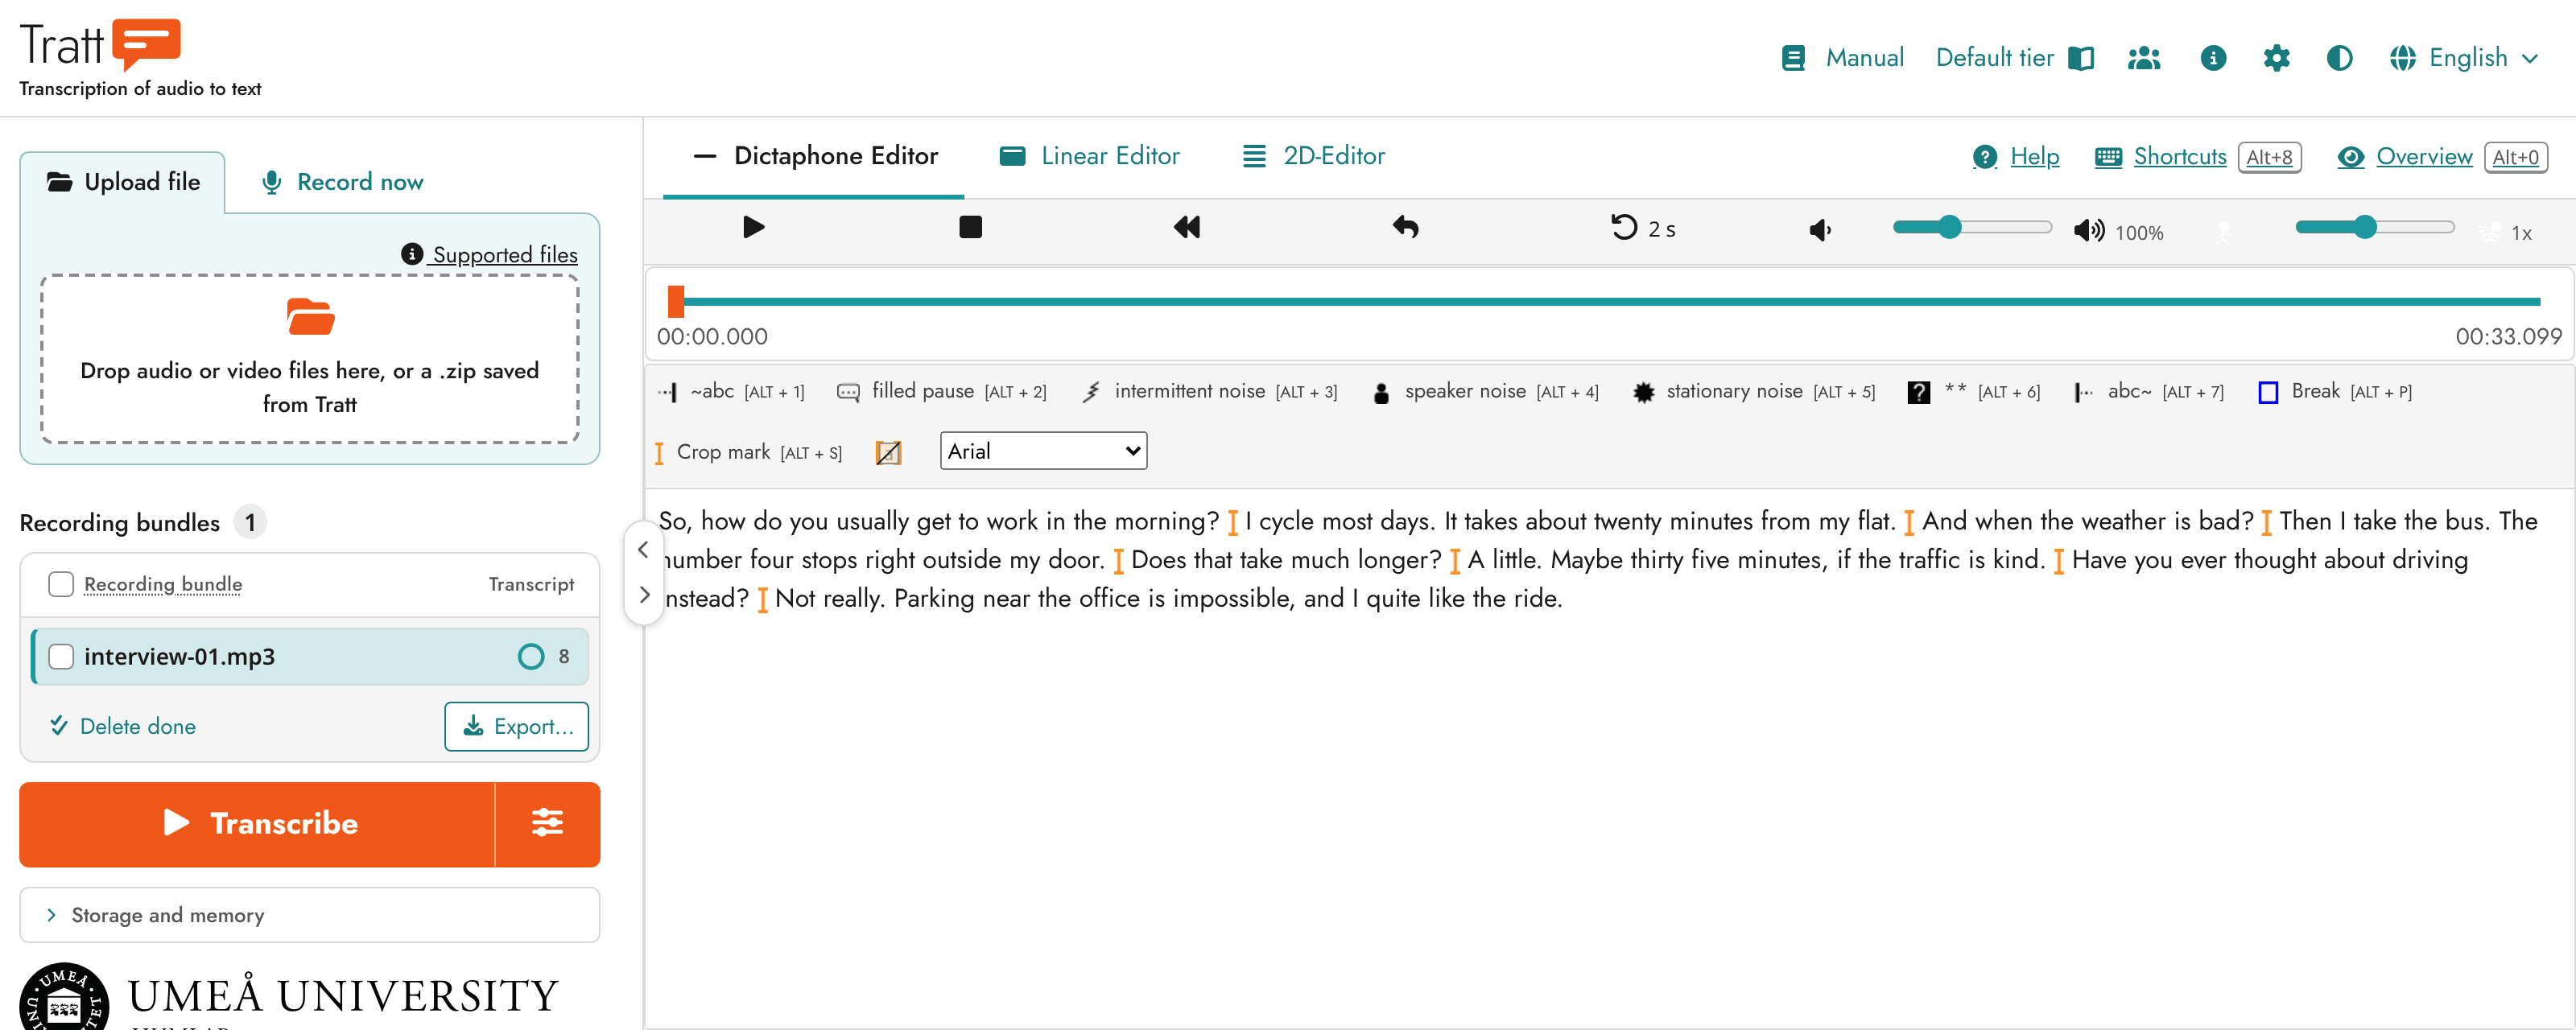 Tratt
Transcription of audio to text
Manual
Default tier
English
Upload file
Record now
Supported files
Drop audio or video files here, or a .zip saved
from Tratt
Recording bundles 1
Recording bundle Transcript
interview-01.mp3 8
Delete done
Export...
Transcribe
Storage and memory
UMEÅ UNIVERSITY
Dictaphone Editor
Linear Editor
2D-Editor
Help
Shortcuts Alt+8
Overview Alt+0
2 s
100%
1x
00:00.000 00:33.099
~abc [ALT + 1] filled pause [ALT + 2] intermittent noise [ALT + 3] speaker noise [ALT + 4] stationary noise [ALT + 5] ** [ALT + 6] abc~ [ALT + 7] Break [ALT + P]
Crop mark [ALT + S] Arial
So, how do you usually get to work in the morning? I cycle most days. It takes about twenty minutes from my flat. And when the weather is bad? Then I take the bus. The
number four stops right outside my door. Does that take much longer? A little. Maybe thirty five minutes, if the traffic is kind. Have you ever thought about driving
instead? Not really. Parking near the office is impossible, and I quite like the ride.